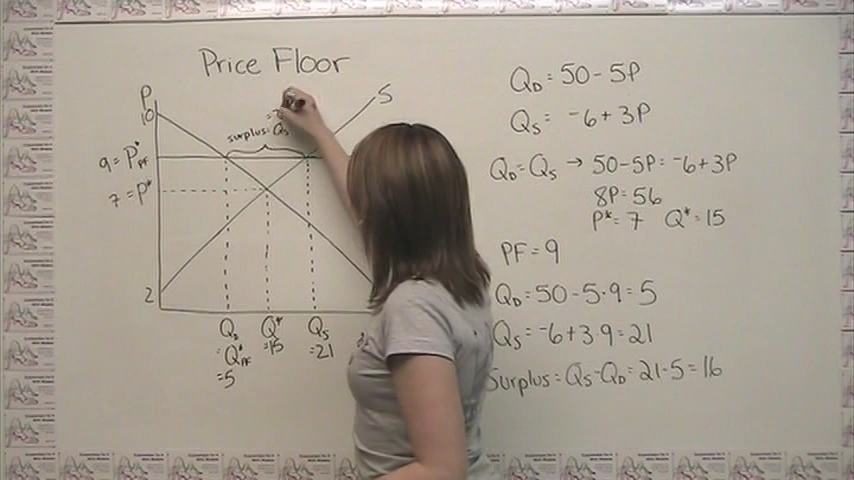 Price Floor
P
10
S
surplus = Qs
9 = P*PF
7 = P*
2
QD
= Q*PF
= 5
Q*
= 15
Qs
= 21
QD = 50 - 5P
Qs = -6 + 3P
QD = Qs → 50 - 5P = -6 + 3P
8P = 56
P* = 7 Q* = 15
PF = 9
QD = 50 - 5·9 = 5
Qs = -6 + 3·9 = 21
Surplus = Qs - QD = 21 - 5 = 16